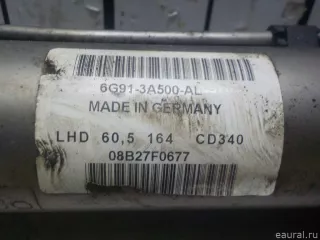 6G91-3A500-AL
MADE IN GERMANY
LHD 60,5 164 CD340
08B27F0677
eaural.ru